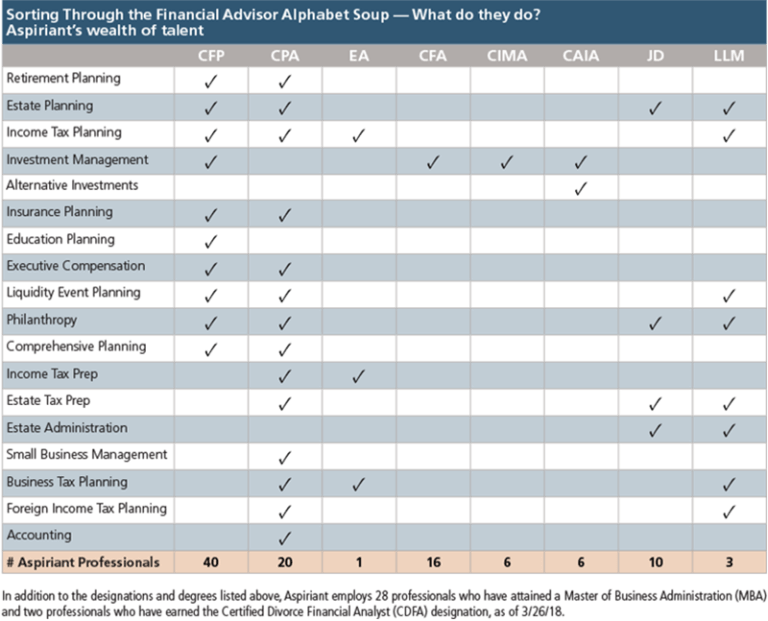 Sorting Through the Financial Advisor Alphabet Soup — What do they do?
Aspiriant's wealth of talent
CFP CPA EA CFA CIMA CAIA JD LLM
Retirement Planning ✓ ✓
Estate Planning ✓ ✓ ✓ ✓
Income Tax Planning ✓ ✓ ✓ ✓
Investment Management ✓ ✓ ✓ ✓
Alternative Investments ✓
Insurance Planning ✓ ✓
Education Planning ✓
Executive Compensation ✓ ✓
Liquidity Event Planning ✓ ✓ ✓
Philanthropy ✓ ✓ ✓ ✓
Comprehensive Planning ✓ ✓
Income Tax Prep ✓ ✓
Estate Tax Prep ✓ ✓ ✓
Estate Administration ✓ ✓
Small Business Management ✓
Business Tax Planning ✓ ✓ ✓
Foreign Income Tax Planning ✓ ✓
Accounting ✓
# Aspiriant Professionals 40 20 1 16 6 6 10 3
In addition to the designations and degrees listed above, Aspiriant employs 28 professionals who have attained a Master of Business Administration (MBA)
and two professionals who have earned the Certified Divorce Financial Analyst (CDFA) designation, as of 3/26/18.